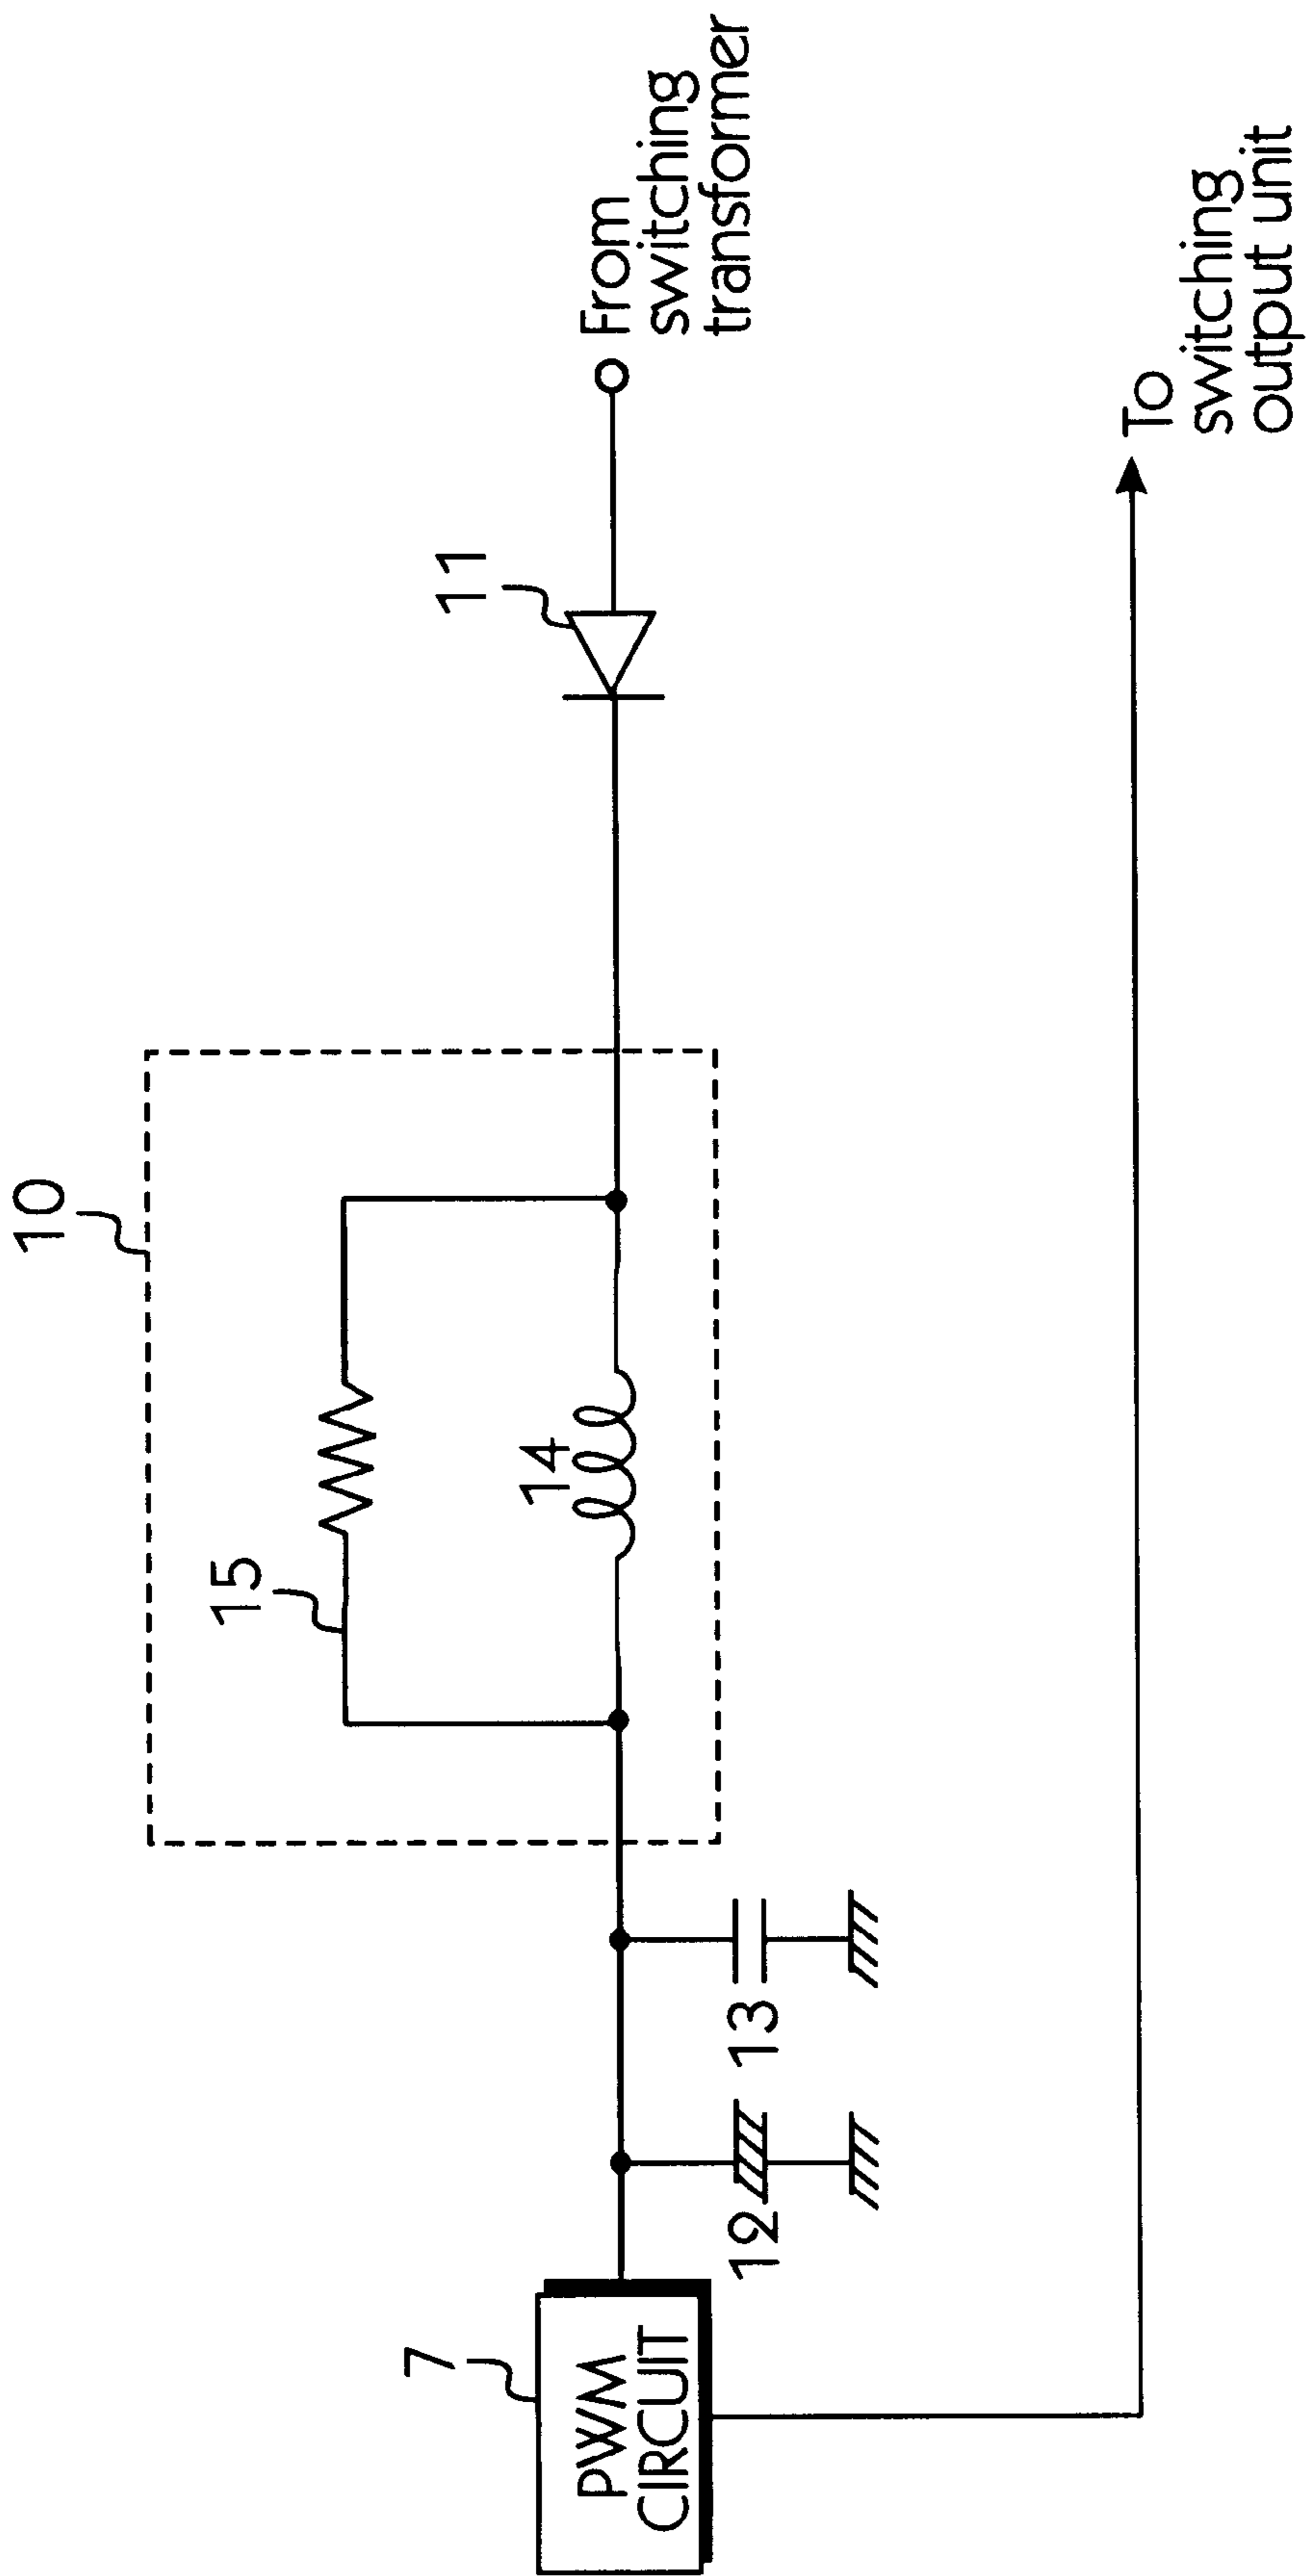 10
15
14
11
From
switching
transformer
7
PWM
CIRCUIT
12
13
To
switching
output unit